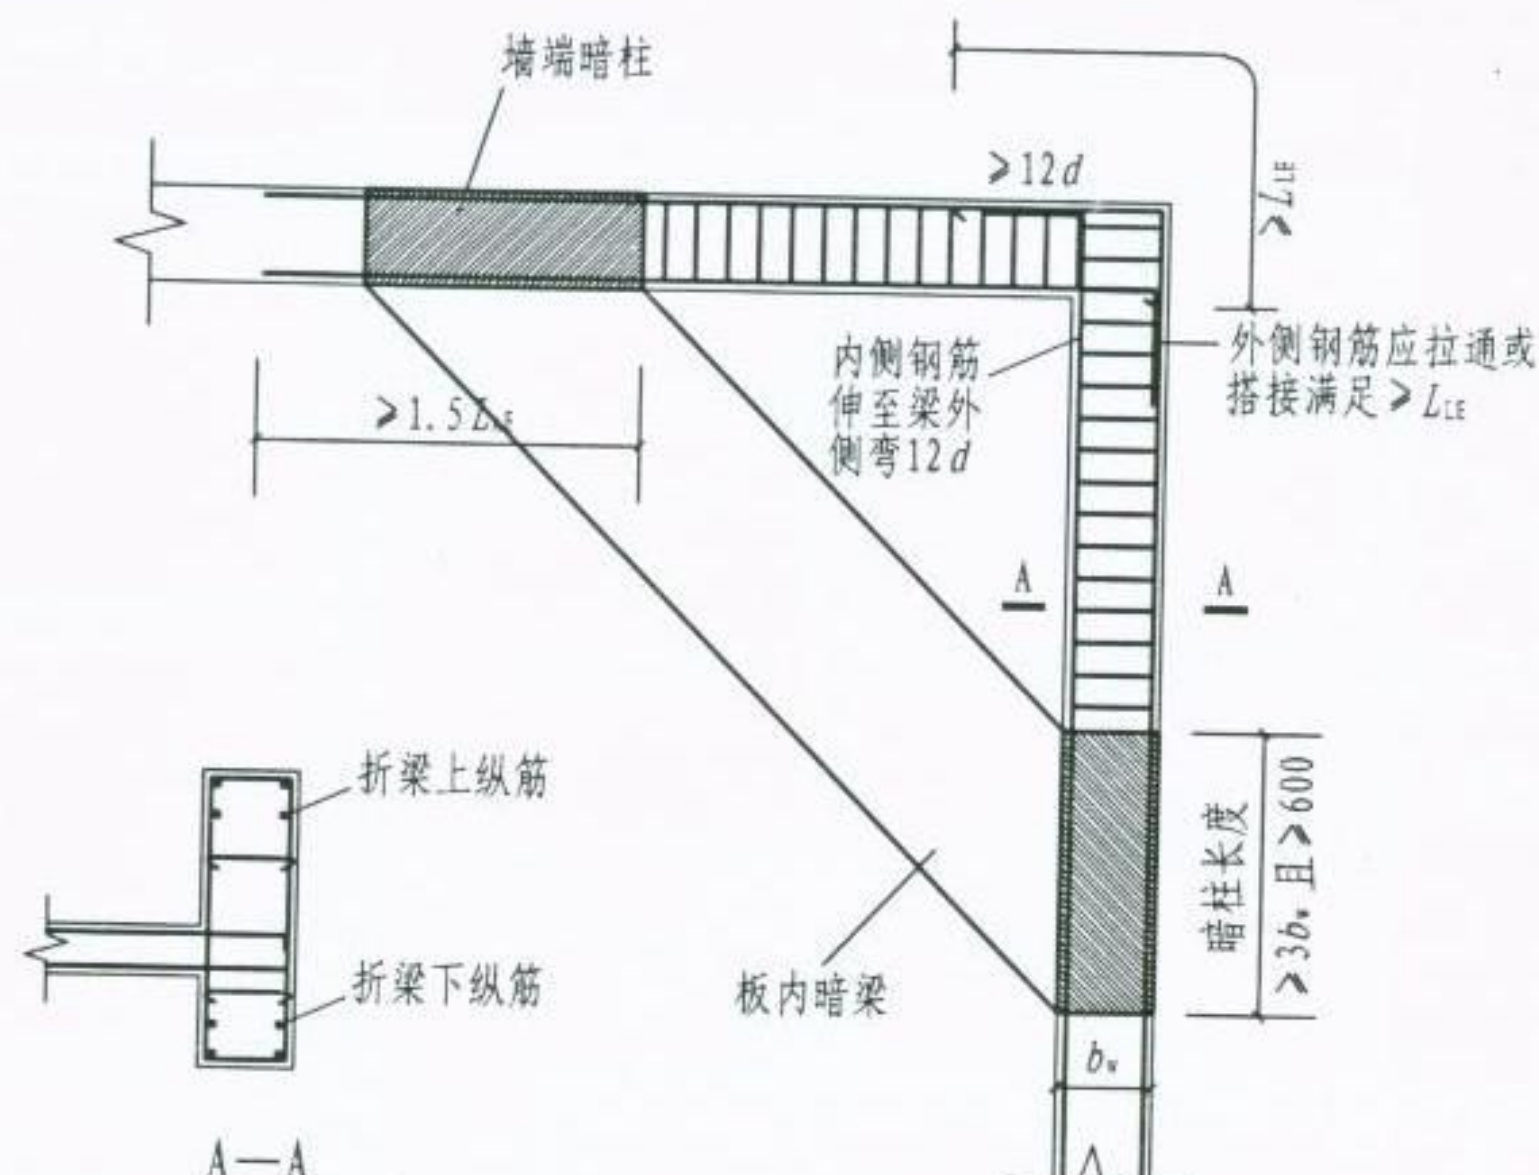 墙端暗柱
≥12d
≥LLE
内侧钢筋
伸至梁外
侧弯12d
外侧钢筋应拉通或
搭接满足≥LLE
≥1.5LLE
A A
折梁上纵筋
暗柱长度
≥3bw且≥600
折梁下纵筋
板内暗梁
bw
A—A